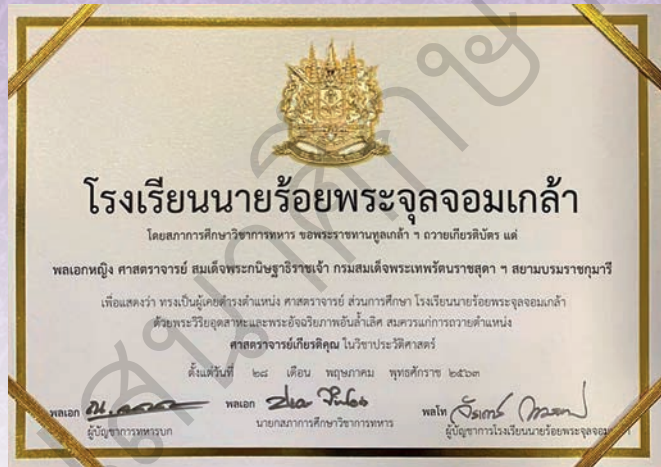 โรงเรียนนายร้อยพระจุลจอมเกล้า
โดยสภาการศึกษาวิชาการทหาร ขอพระราชทานทูลเกล้า ฯ ถวายเกียรติบัตร แด่
พลเอกหญิง ศาสตราจารย์ สมเด็จพระกนิษฐาธิราชเจ้า กรมสมเด็จพระเทพรัตนราชสุดา ฯ สยามบรมราชกุมารี
เพื่อแสดงว่า ทรงเป็นผู้เคยดำรงตำแหน่ง ศาสตราจารย์ ส่วนการศึกษา โรงเรียนนายร้อยพระจุลจอมเกล้า
ด้วยพระวิริยอุตสาหะและพระอัจฉริยภาพอันล้ำเลิศ สมควรแก่การถวายตำแหน่ง
ศาสตราจารย์เกียรติคุณ ในวิชาประวัติศาสตร์
ตั้งแต่วันที่ ๒๘ เดือน พฤษภาคม พุทธศักราช ๒๕๖๓
พลเอก พลเอก พลโท
ผู้บัญชาการทหารบก นายกสภาการศึกษาวิชาการทหาร ผู้บัญชาการโรงเรียนนายร้อยพระจุลจอมเกล้า